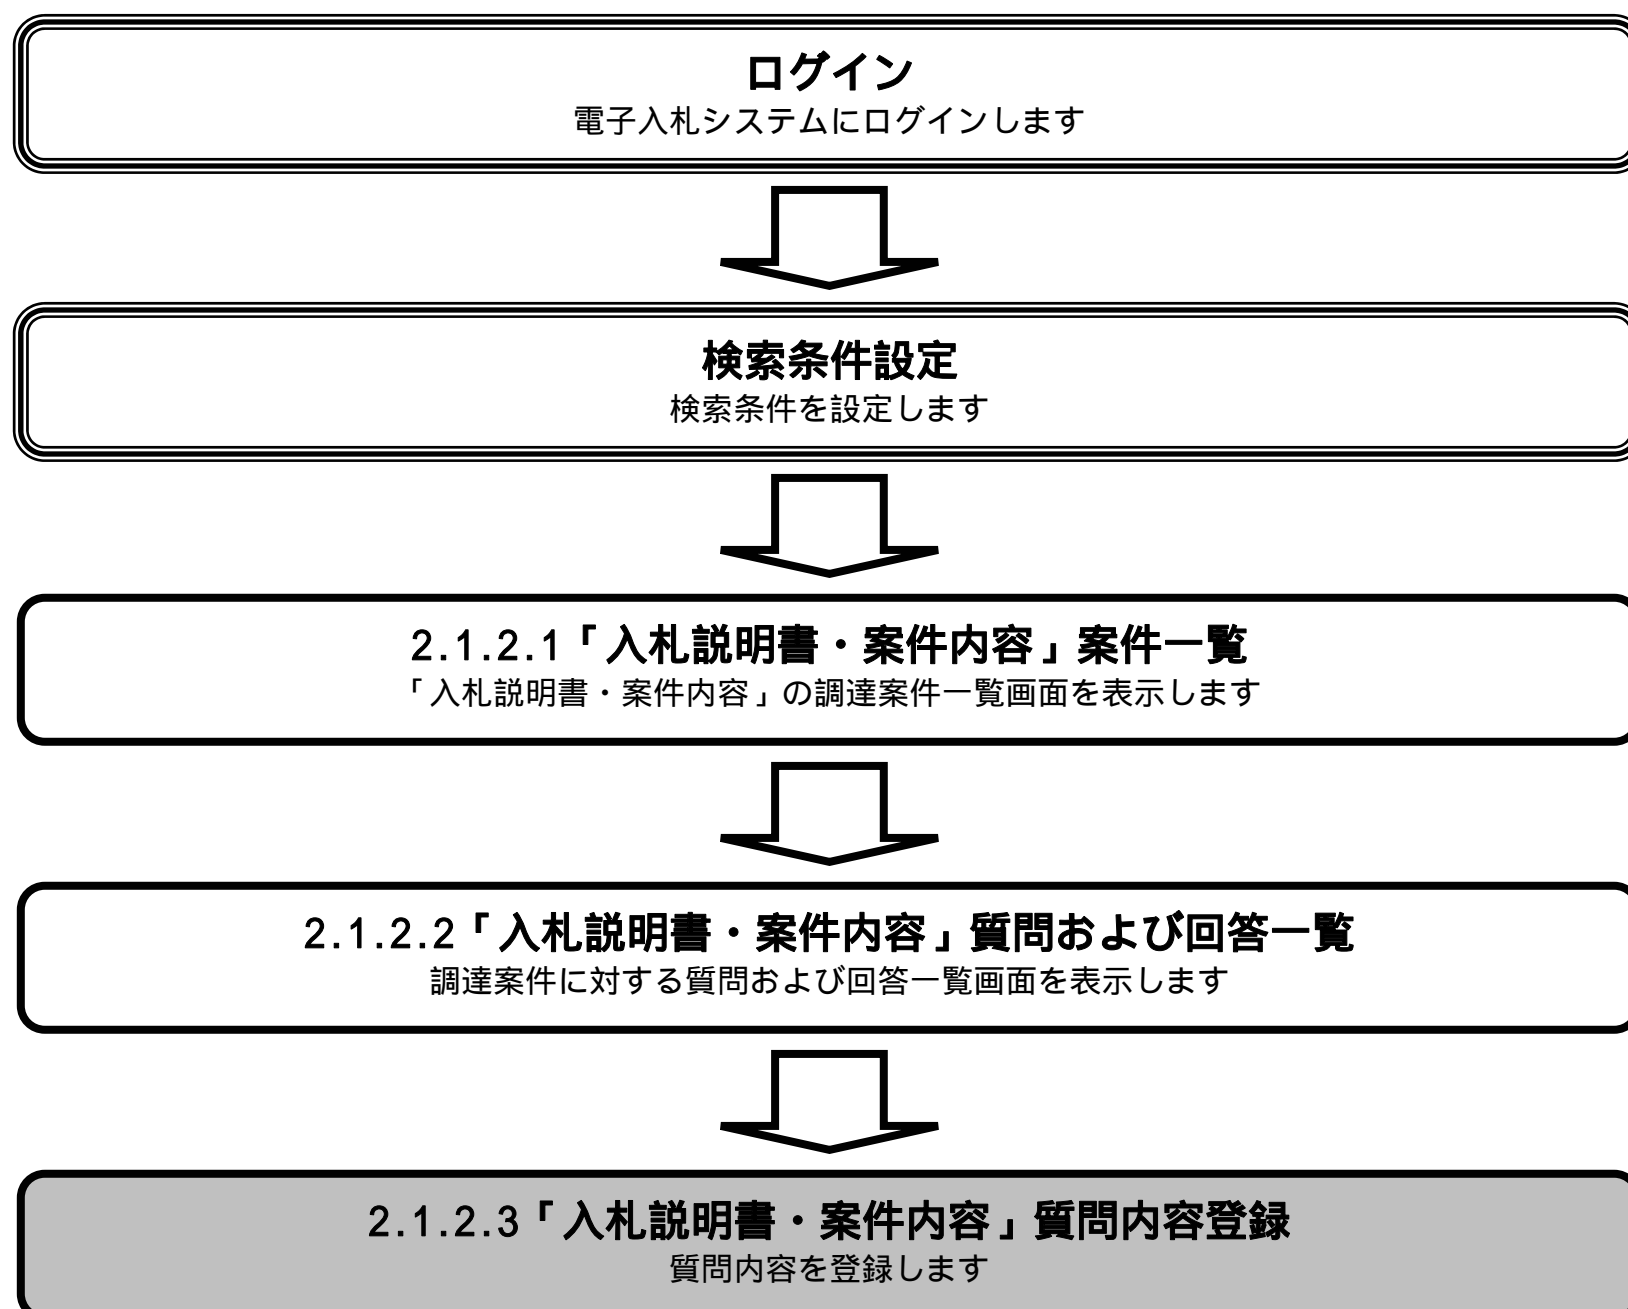 ログイン
電子入札システムにログインします
検索条件設定
検索条件を設定します
2.1.2.1「入札説明書・案件内容」案件一覧
「入札説明書・案件内容」の調達案件一覧画面を表示します
2.1.2.2「入札説明書・案件内容」質問および回答一覧
調達案件に対する質問および回答一覧画面を表示します
2.1.2.3「入札説明書・案件内容」質問内容登録
質問内容を登録します